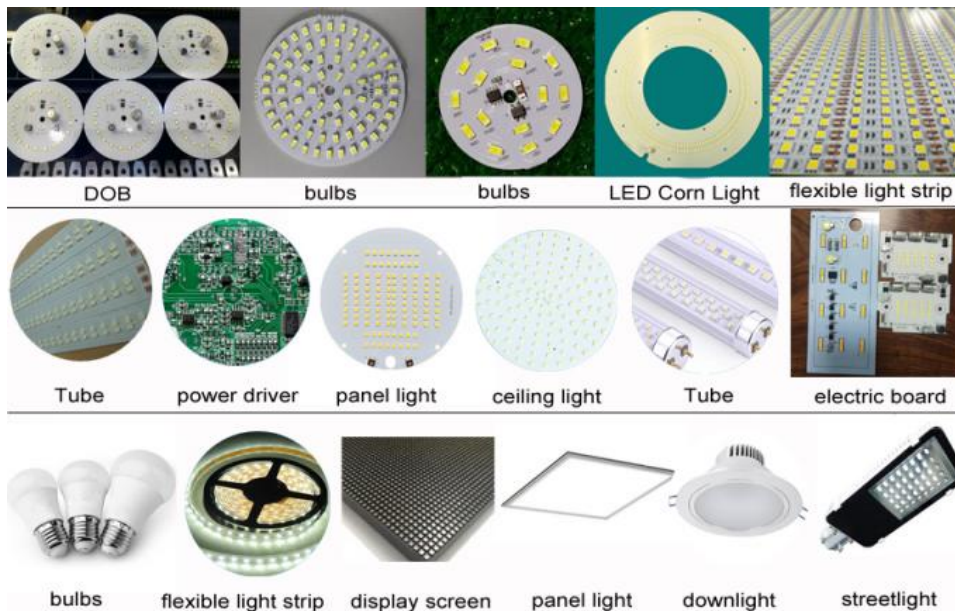 DOB
bulbs
bulbs
LED Corn Light
flexible light strip
Tube
power driver
panel light
ceiling light
Tube
electric board
bulbs
flexible light strip
display screen
panel light
downlight
streetlight